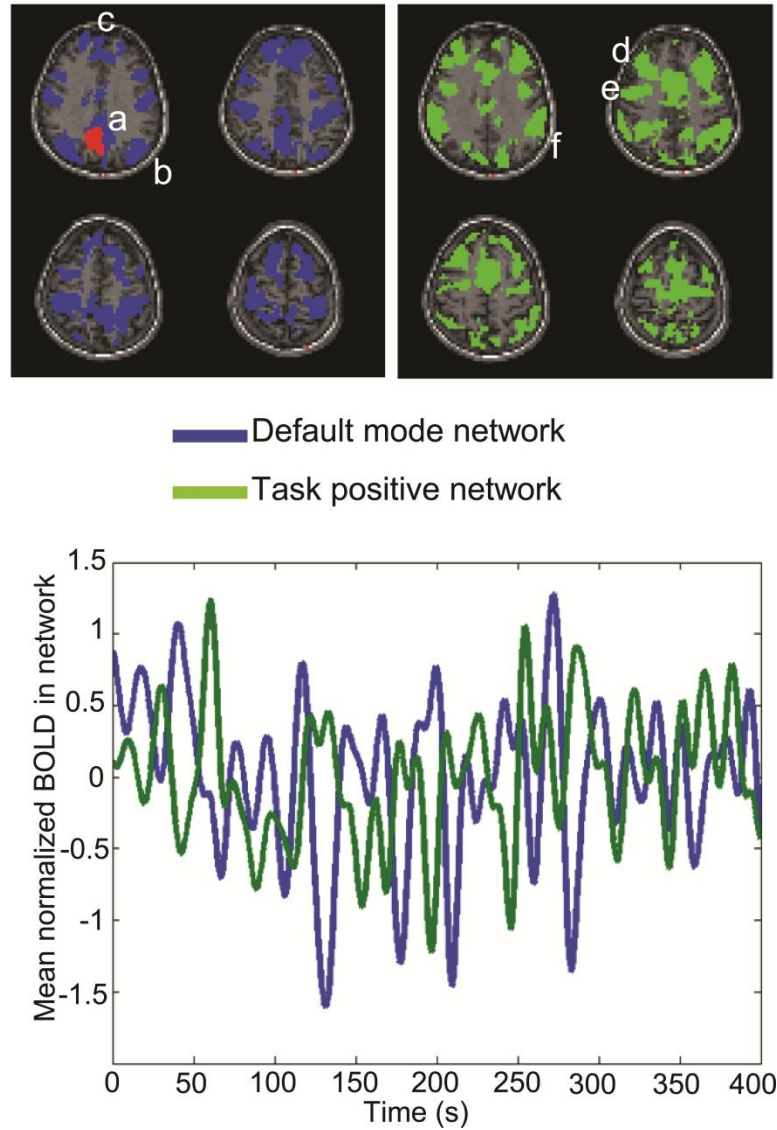 c
a
b
d
e
f
Default mode network
Task positive network
Mean normalized BOLD in network
1.5
1
0.5
0
-0.5
-1
-1.5
0 50 100 150 200 250 300 350 400
Time (s)